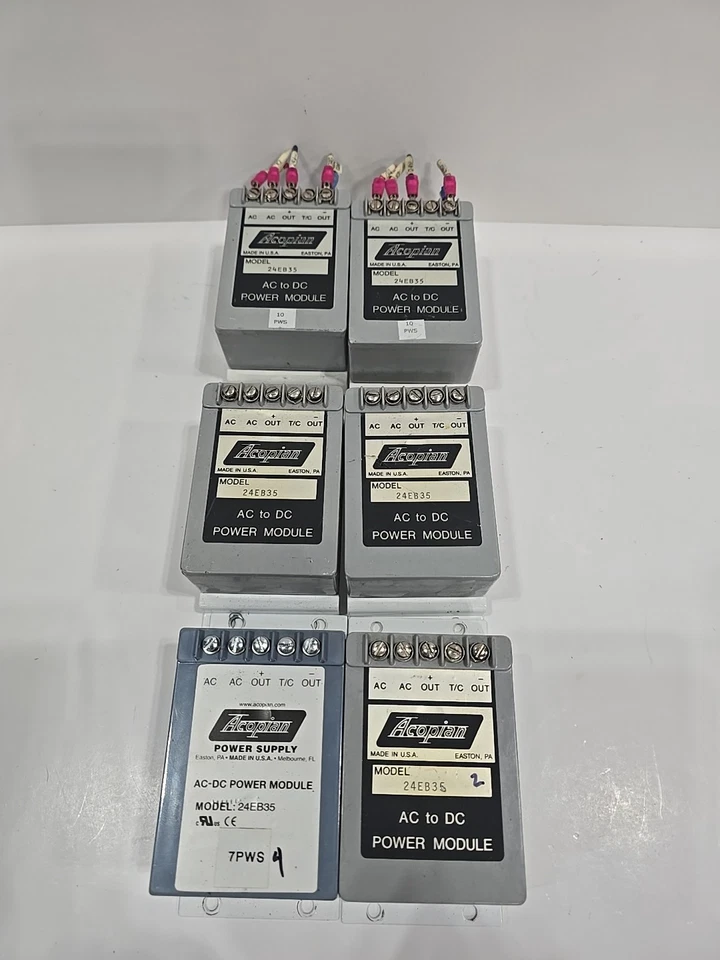 AC AC OUT T/C OUT
+ −
Acopian
MADE IN U.S.A. EASTON, PA
MODEL
24EB35
AC to DC
POWER MODULE
10
PWS
AC AC OUT T/C OUT
+ −
Acopian
MADE IN U.S.A. EASTON, PA
MODEL
24EB35
AC to DC
POWER MODULE
10
PWS
+ −
AC AC OUT T/C OUT
Acopian
MADE IN U.S.A. EASTON, PA
MODEL
24EB35
AC to DC
POWER MODULE
+ −
AC AC OUT T/C OUT
Acopian
MADE IN U.S.A. EASTON, PA
MODEL
24EB35
AC to DC
POWER MODULE
+ −
AC AC OUT T/C OUT
www.acopian.com
Acopian
POWER SUPPLY
Easton, PA • MADE IN U.S.A. • Melbourne, FL
AC-DC POWER MODULE
MODEL: 24EB35
c RU us CE
7PWS 4
+ −
AC AC OUT T/C OUT
Acopian
MADE IN U.S.A. EASTON, PA
MODEL 2
24EB35
AC to DC
POWER MODULE